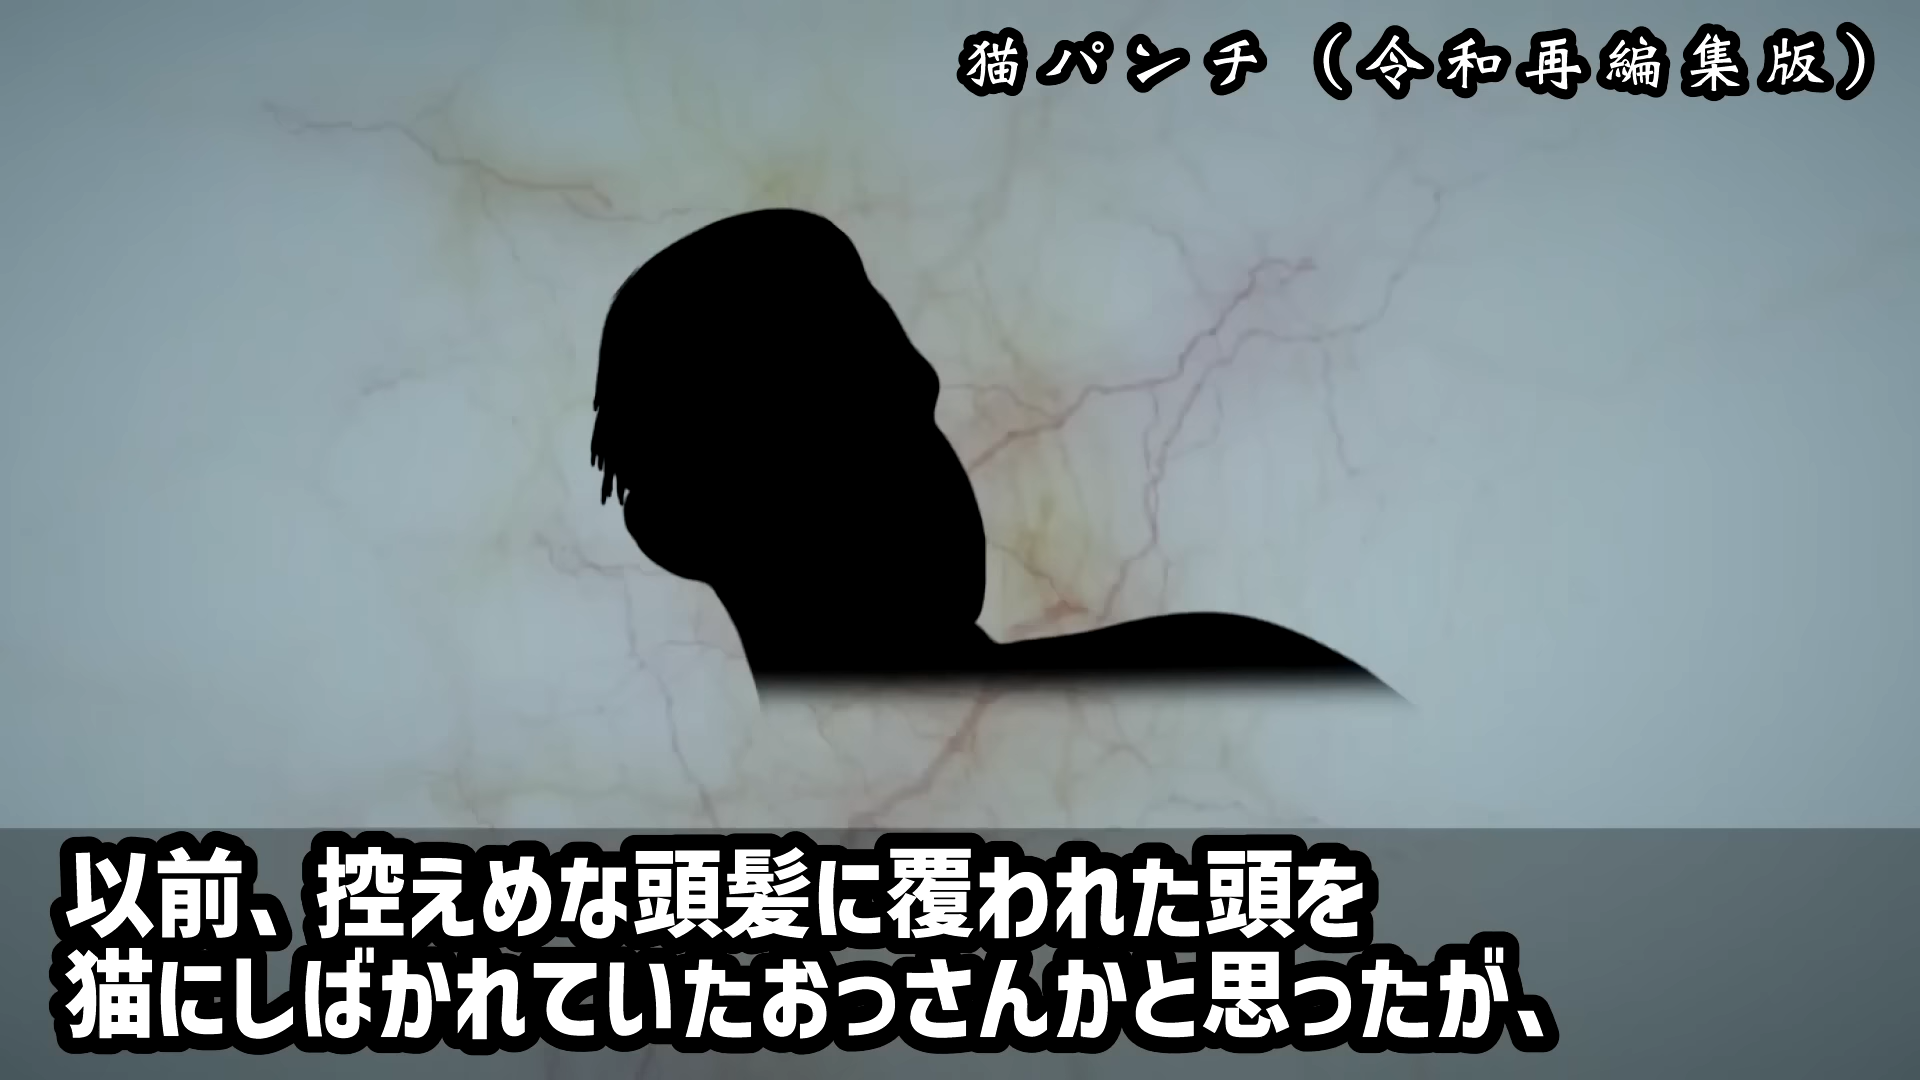 猫パンチ（令和再編集版）
以前、控えめな頭髪に覆われた頭を
猫にしばかれていたおっさんかと思ったが、